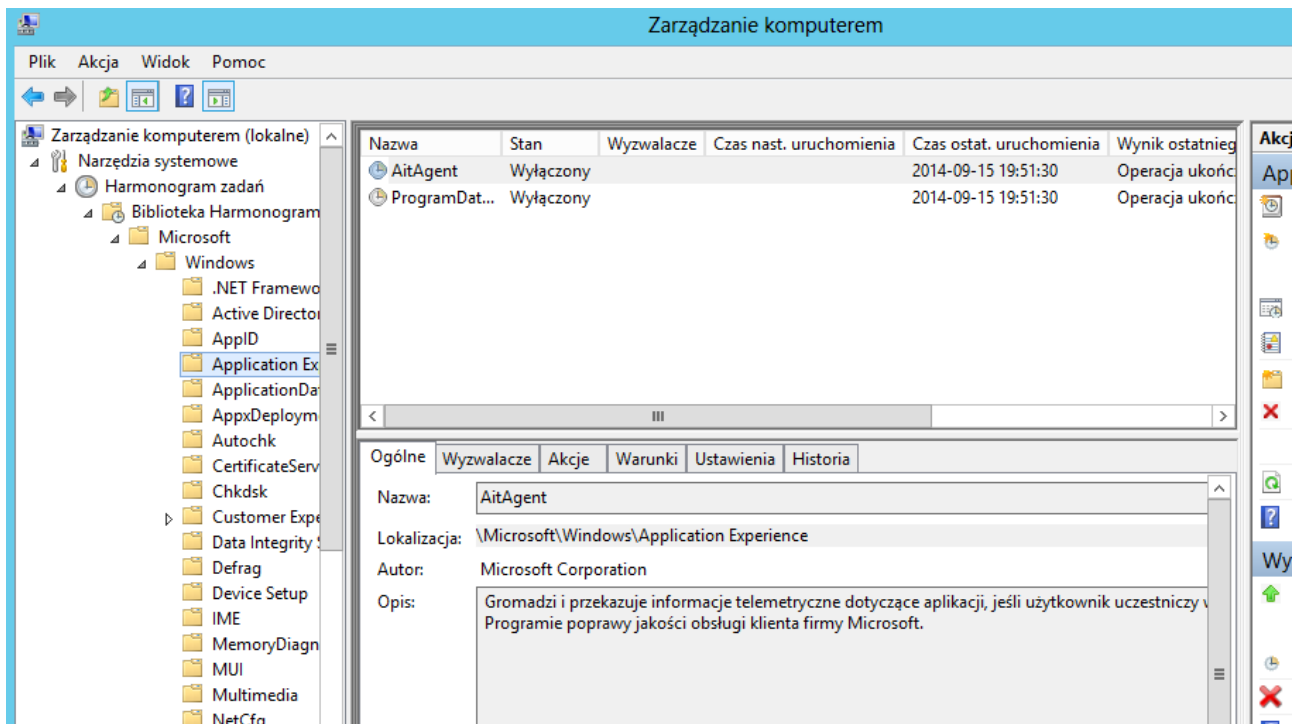 Zarządzanie komputerem
Plik Akcja Widok Pomoc
Zarządzanie komputerem (lokalne)
Narzędzia systemowe
Harmonogram zadań
Biblioteka Harmonogram
Microsoft
Windows
.NET Framewo
Active Director
AppID
Application Ex
ApplicationDat
AppxDeploym
Autochk
CertificateServ
Chkdsk
Customer Expe
Data Integrity
Defrag
Device Setup
IME
MemoryDiagn
MUI
Multimedia
NetCfg
Nazwa Stan Wyzwalacze Czas nast. uruchomienia Czas ostat. uruchomienia Wynik ostatnieg
AitAgent Wyłączony 2014-09-15 19:51:30 Operacja ukończ
ProgramDat... Wyłączony 2014-09-15 19:51:30 Operacja ukończ
Ogólne Wyzwalacze Akcje Warunki Ustawienia Historia
Nazwa: AitAgent
Lokalizacja: \Microsoft\Windows\Application Experience
Autor: Microsoft Corporation
Opis: Gromadzi i przekazuje informacje telemetryczne dotyczące aplikacji, jeśli użytkownik uczestniczy w
Programie poprawy jakości obsługi klienta firmy Microsoft.
Akcj
App
Wy